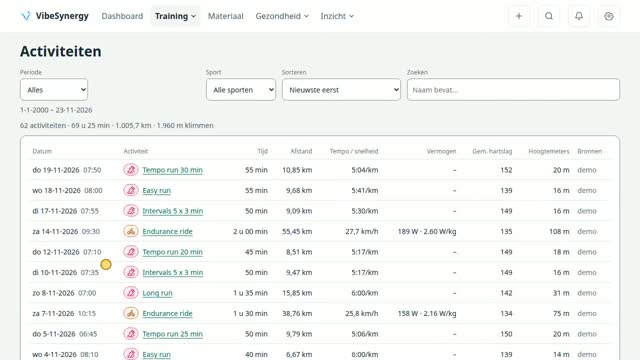 VibeSynergy Dashboard Training Materiaal Gezondheid Inzicht
Activiteiten
Periode Sport Sorteren Zoeken
Alles Alle sporten Nieuwste eerst Naam bevat...
1-1-2000 – 23-11-2026
62 activiteiten · 69 u 25 min · 1.005,7 km · 1.960 m klimmen
Datum Activiteit Tijd Afstand Tempo / snelheid Vermogen Gem. hartslag Hoogtemeters Bronnen
do 19-11-2026 07:50 Tempo run 30 min 55 min 10,85 km 5:04/km – 152 20 m demo
wo 18-11-2026 08:00 Easy run 55 min 9,68 km 5:41/km – 139 16 m demo
di 17-11-2026 07:55 Intervals 5 x 3 min 50 min 9,09 km 5:30/km – 149 16 m demo
za 14-11-2026 09:30 Endurance ride 2 u 00 min 55,45 km 27,7 km/h 189 W · 2.60 W/kg 135 108 m demo
do 12-11-2026 07:10 Tempo run 20 min 45 min 8,51 km 5:17/km – 149 18 m demo
di 10-11-2026 07:35 Intervals 5 x 3 min 50 min 9,47 km 5:17/km – 149 16 m demo
zo 8-11-2026 07:00 Long run 1 u 35 min 15,85 km 6:00/km – 142 31 m demo
za 7-11-2026 10:15 Endurance ride 1 u 30 min 38,76 km 25,8 km/h 158 W · 2.16 W/kg 134 75 m demo
do 5-11-2026 06:45 Tempo run 25 min 50 min 9,79 km 5:06/km – 150 20 m demo
wo 4-11-2026 08:10 Easy run 40 min 6,67 km 6:00/km – 139 14 m demo